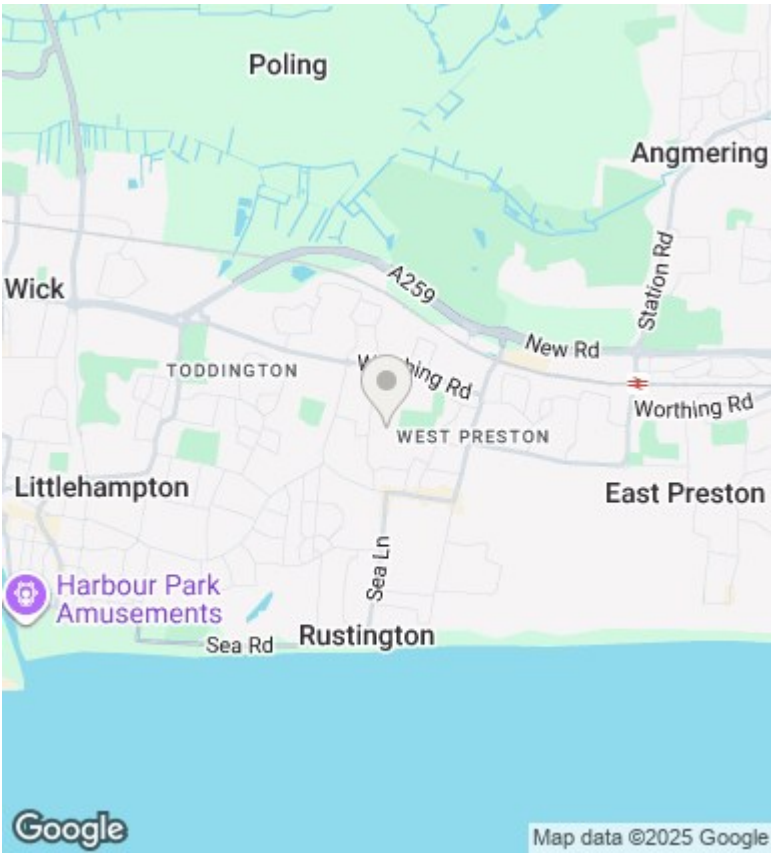 Poling
Angmering
Station Rd
A259
Wick
New Rd
Worthing Rd
TODDINGTON
Worthing Rd
WEST PRESTON
Littlehampton
East Preston
Sea Ln
Harbour Park
Amusements
Rustington
Sea Rd
Google
Map data ©2025 Google